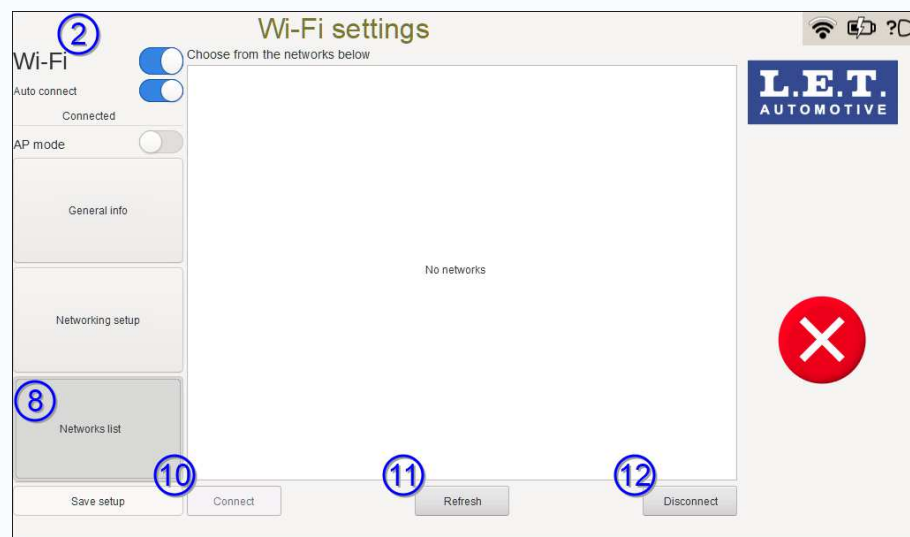 Wi-Fi settings
2
Wi-Fi
Choose from the networks below
Auto connect
Connected
AP mode
General info
Networking setup
8
Networks list
No networks
10
11
12
Save setup
Connect
Refresh
Disconnect
?
L.E.T.
AUTOMOTIVE